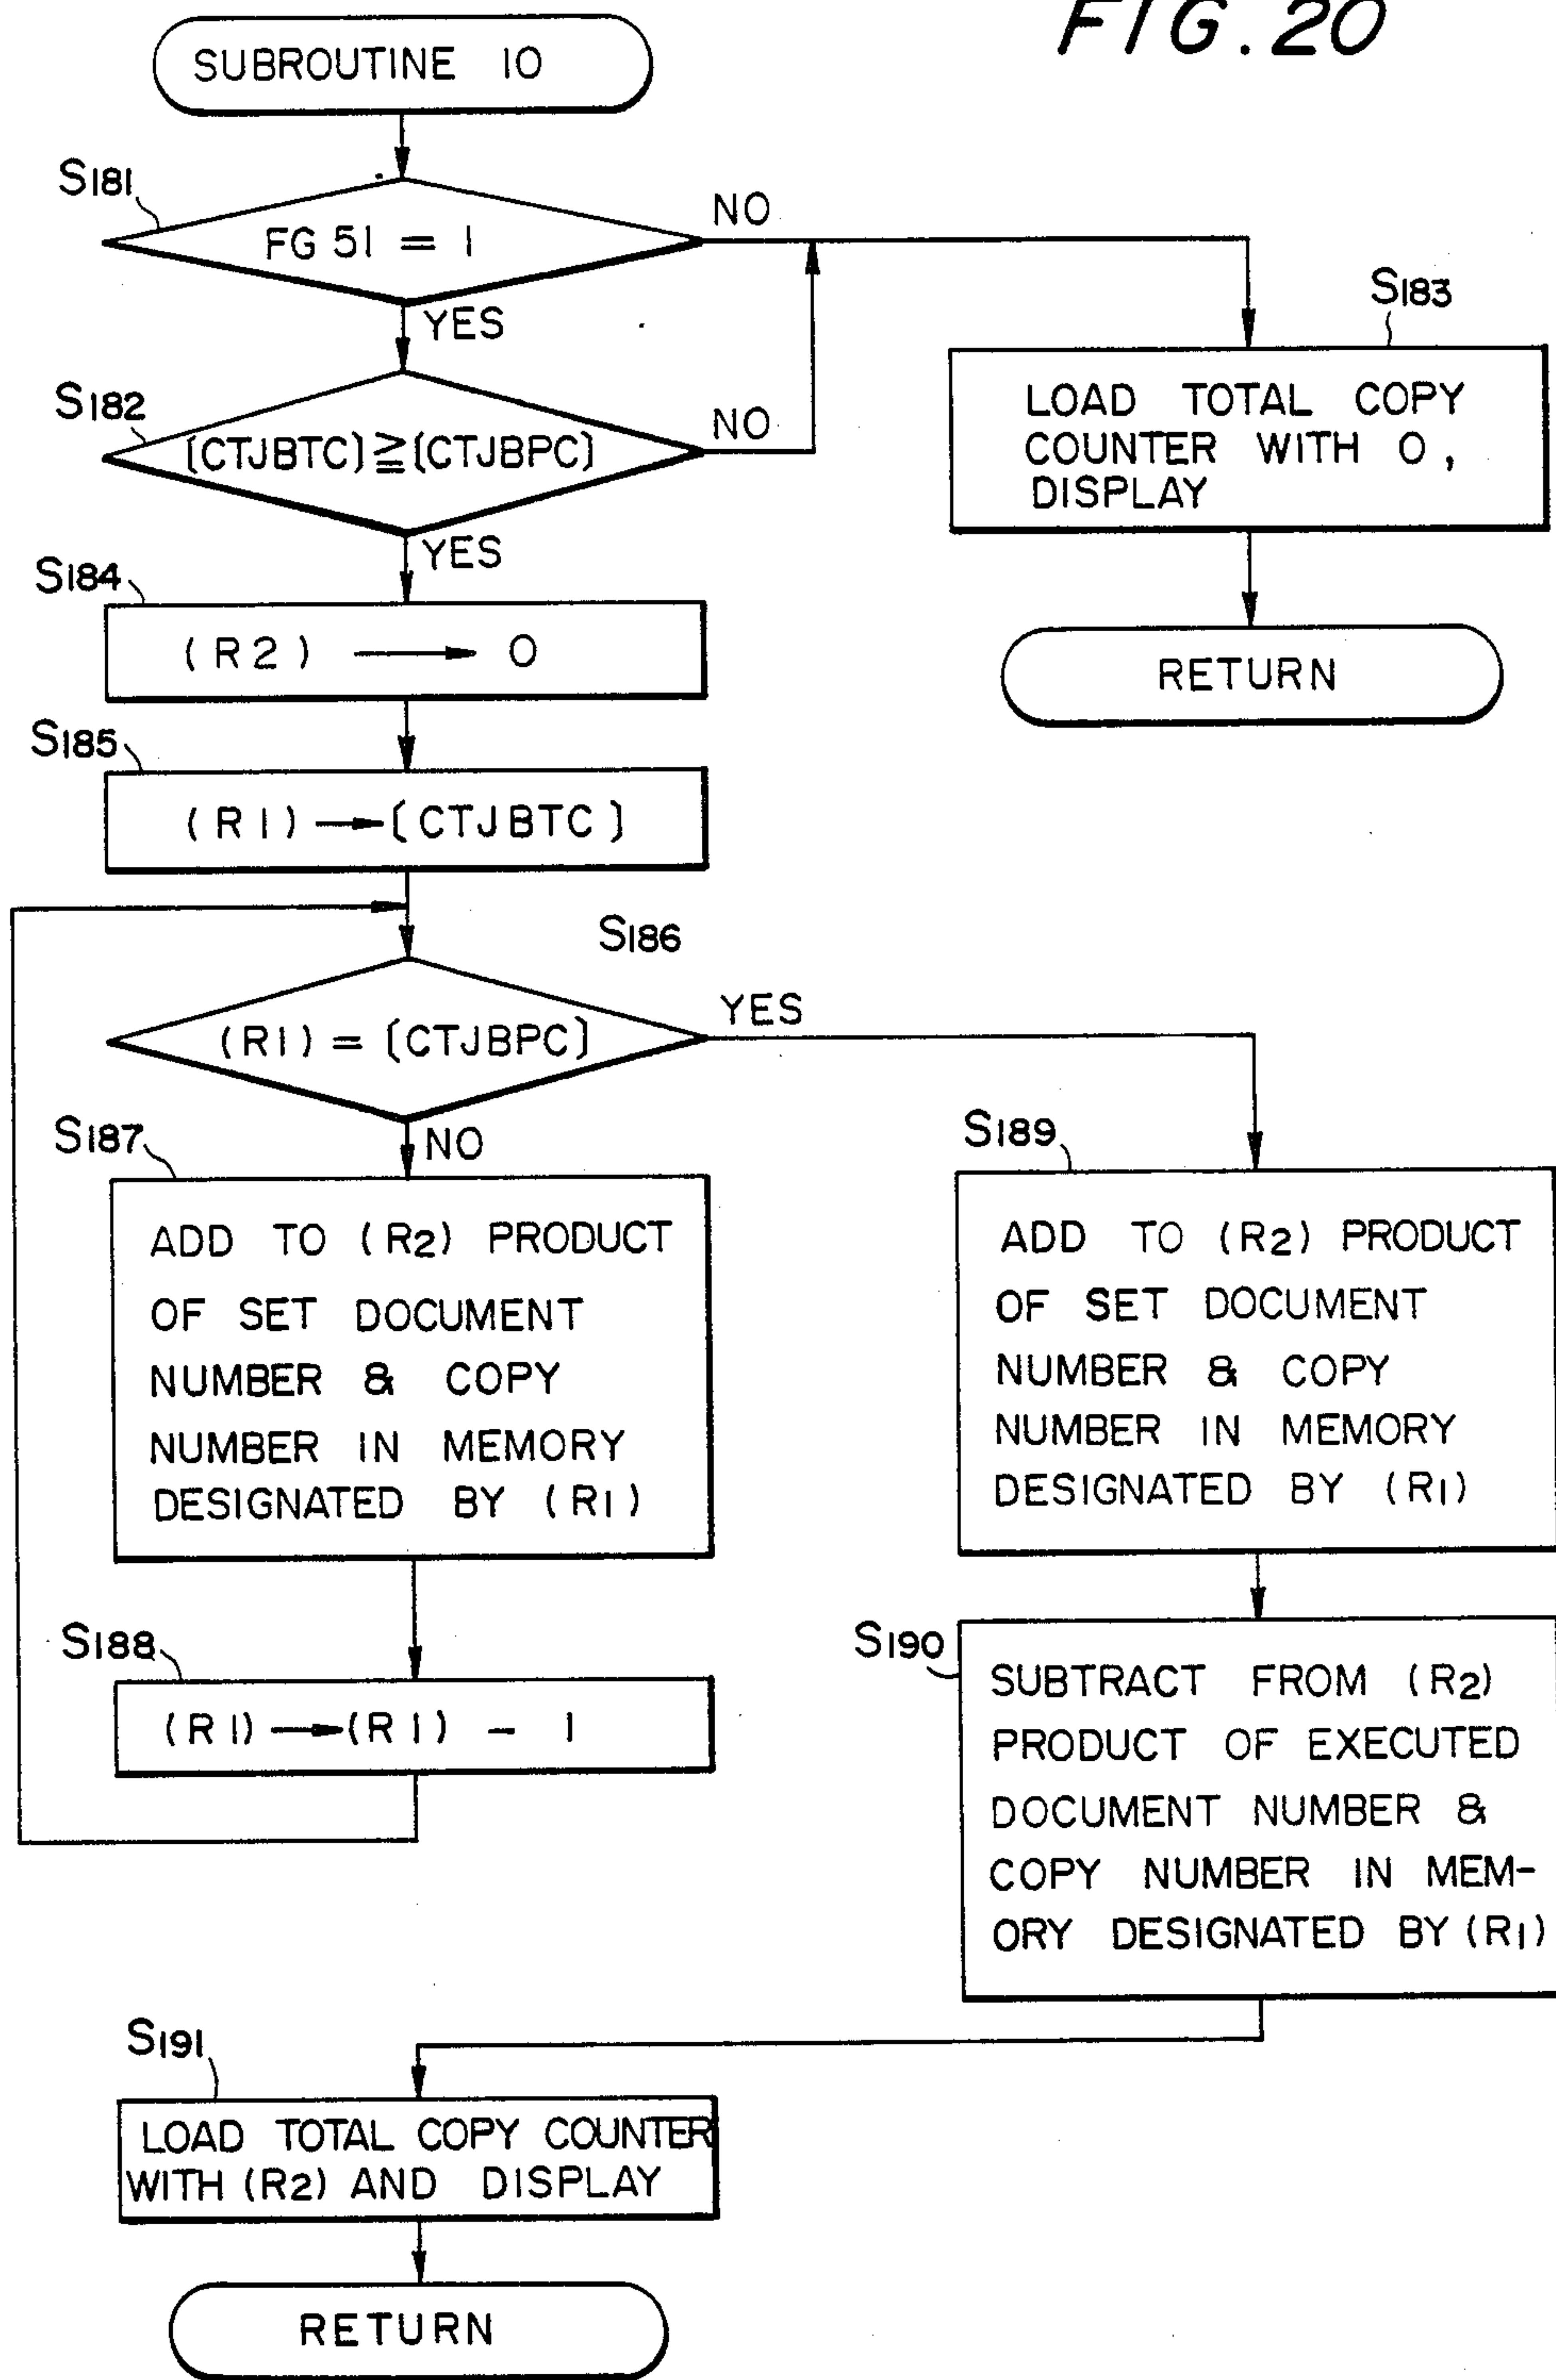 FIG. 20
SUBROUTINE 10
S181
FG 51 = 1
NO
YES
S182
[CTJBTC] ≧ [CTJBPC]
NO
YES
S183
LOAD TOTAL COPY
COUNTER WITH 0,
DISPLAY
RETURN
S184
(R2) → 0
S185
(R1) → [CTJBTC]
S186
(R1) = [CTJBPC]
YES
NO
S187
ADD TO (R2) PRODUCT
OF SET DOCUMENT
NUMBER & COPY
NUMBER IN MEMORY
DESIGNATED BY (R1)
S188
(R1) → (R1) - 1
S189
ADD TO (R2) PRODUCT
OF SET DOCUMENT
NUMBER & COPY
NUMBER IN MEMORY
DESIGNATED BY (R1)
S190
SUBTRACT FROM (R2)
PRODUCT OF EXECUTED
DOCUMENT NUMBER &
COPY NUMBER IN MEM-
ORY DESIGNATED BY (R1)
S191
LOAD TOTAL COPY COUNTER
WITH (R2) AND DISPLAY
RETURN